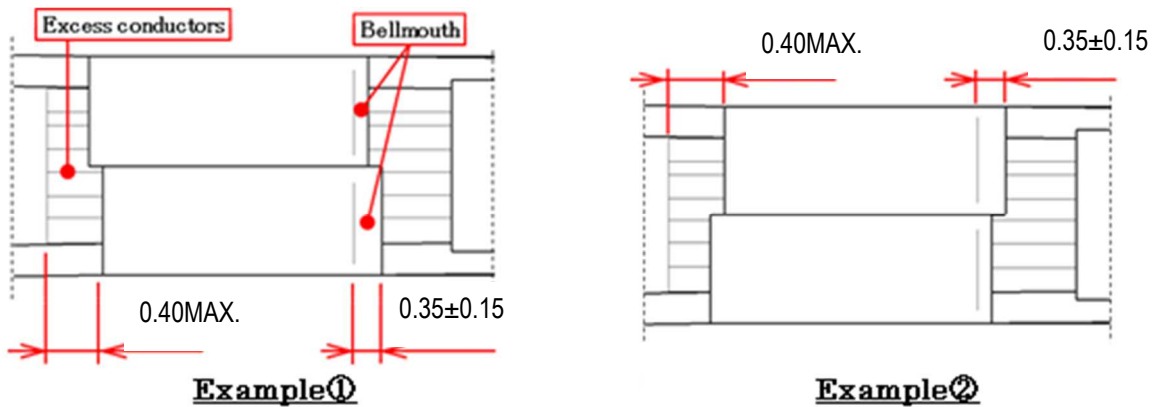 Excess conductors
Bellmouth
0.40MAX.
0.35±0.15
Example①
0.40MAX.
0.35±0.15
Example②